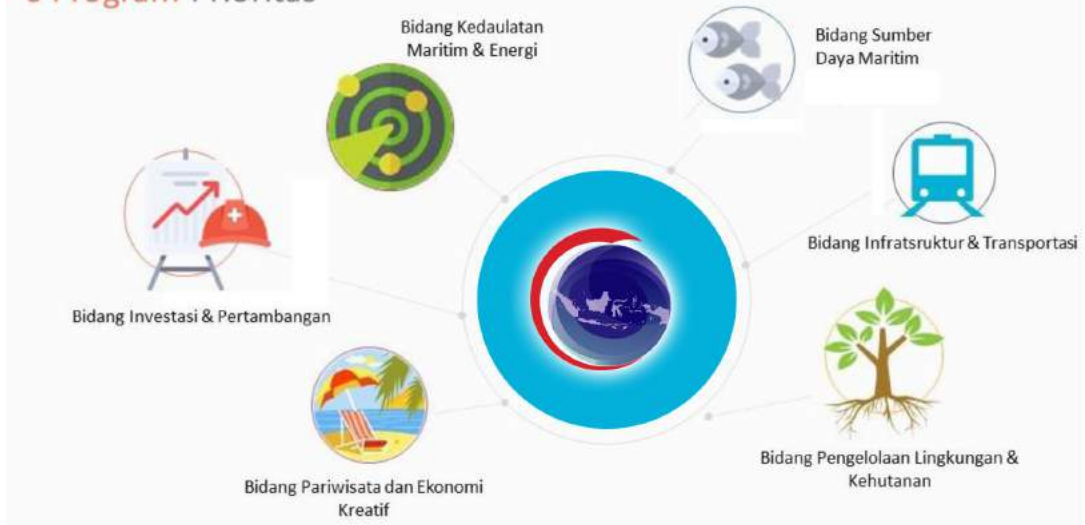 Program Prioritas
Bidang Kedaulatan
Maritim & Energi
Bidang Sumber
Daya Maritim
Bidang Infratsruktur & Transportasi
Bidang Investasi & Pertambangan
Bidang Pengelolaan Lingkungan &
Kehutanan
Bidang Pariwisata dan Ekonomi
Kreatif